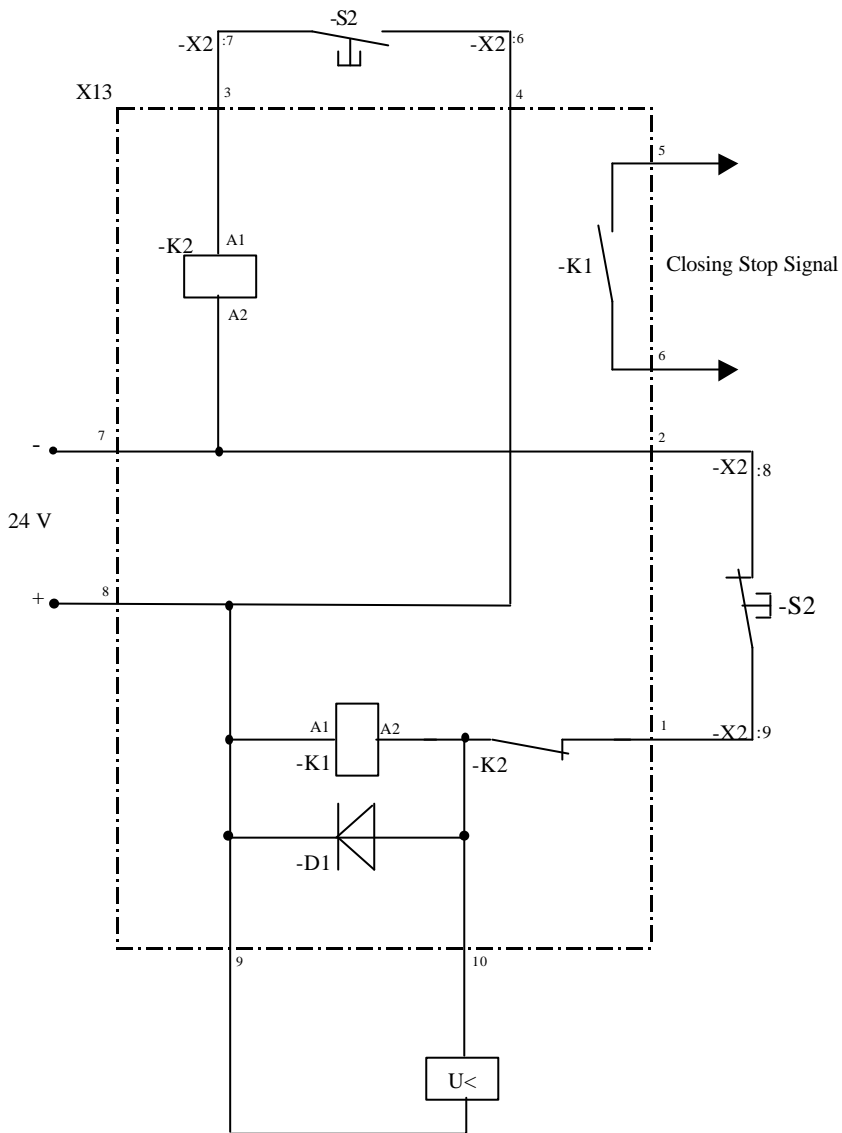 -S2
-X2 :7
-X2 :6
X13
3
4
5
-K2
A1
A2
-K1
Closing Stop Signal
6
-
7
2
-X2 :8
24 V
+
8
-S2
A1
A2
-K1
-K2
1
-X2 :9
-D1
9
10
U<